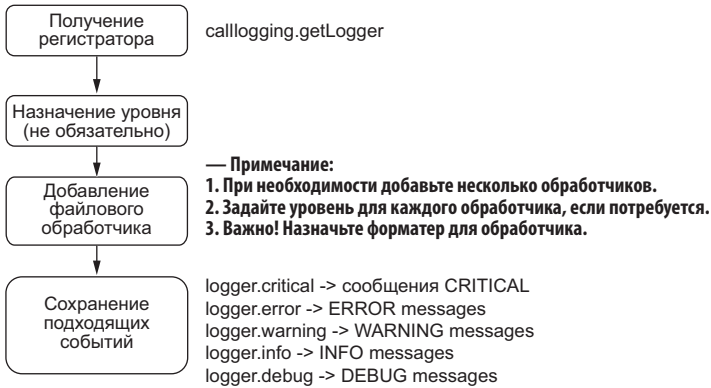 Получение
регистратора
calllogging.getLogger
Назначение уровня
(не обязательно)
— Примечание:
1. При необходимости добавьте несколько обработчиков.
2. Задайте уровень для каждого обработчика, если потребуется.
3. Важно! Назначьте форматер для обработчика.
Добавление
файлового
обработчика
Сохранение
подходящих
событий
logger.critical -> сообщения CRITICAL
logger.error -> ERROR messages
logger.warning -> WARNING messages
logger.info -> INFO messages
logger.debug -> DEBUG messages